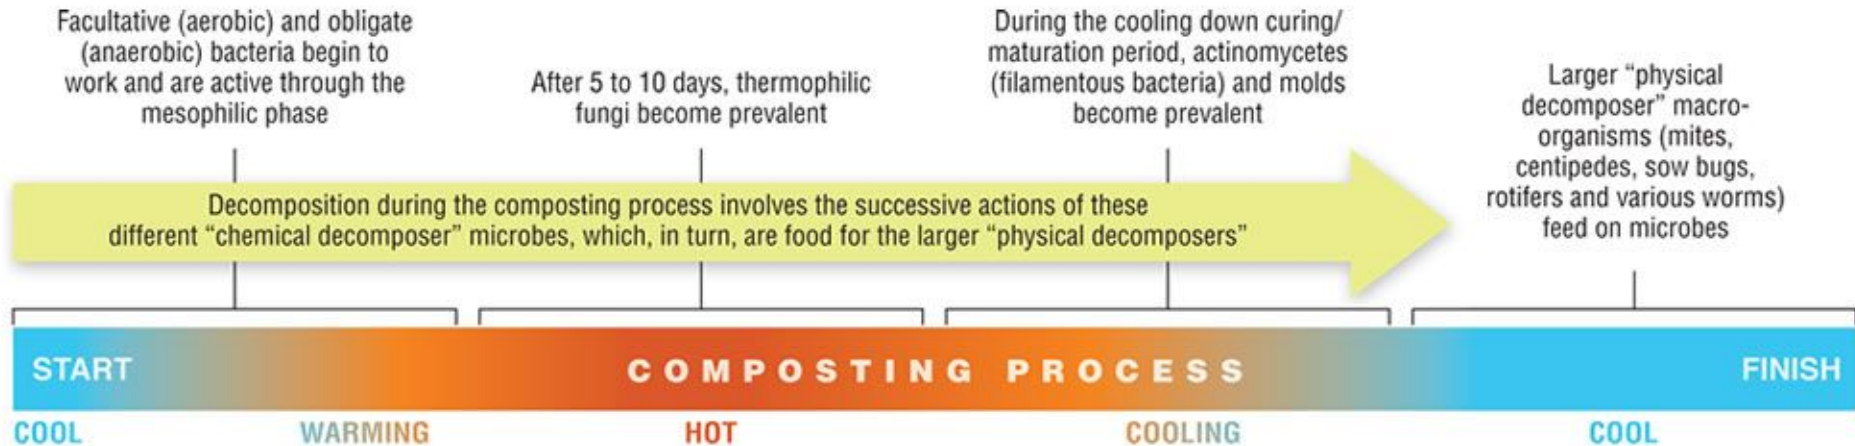 Facultative (aerobic) and obligate
(anaerobic) bacteria begin to
work and are active through the
mesophilic phase
After 5 to 10 days, thermophilic
fungi become prevalent
During the cooling down curing/
maturation period, actinomycetes
(filamentous bacteria) and molds
become prevalent
Larger “physical
decomposer” macro-
organisms (mites,
centipedes, sow bugs,
rotifers and various worms)
feed on microbes
Decomposition during the composting process involves the successive actions of these
different “chemical decomposer” microbes, which, in turn, are food for the larger “physical decomposers”
START COMPOSTING PROCESS FINISH
COOL WARMING HOT COOLING COOL